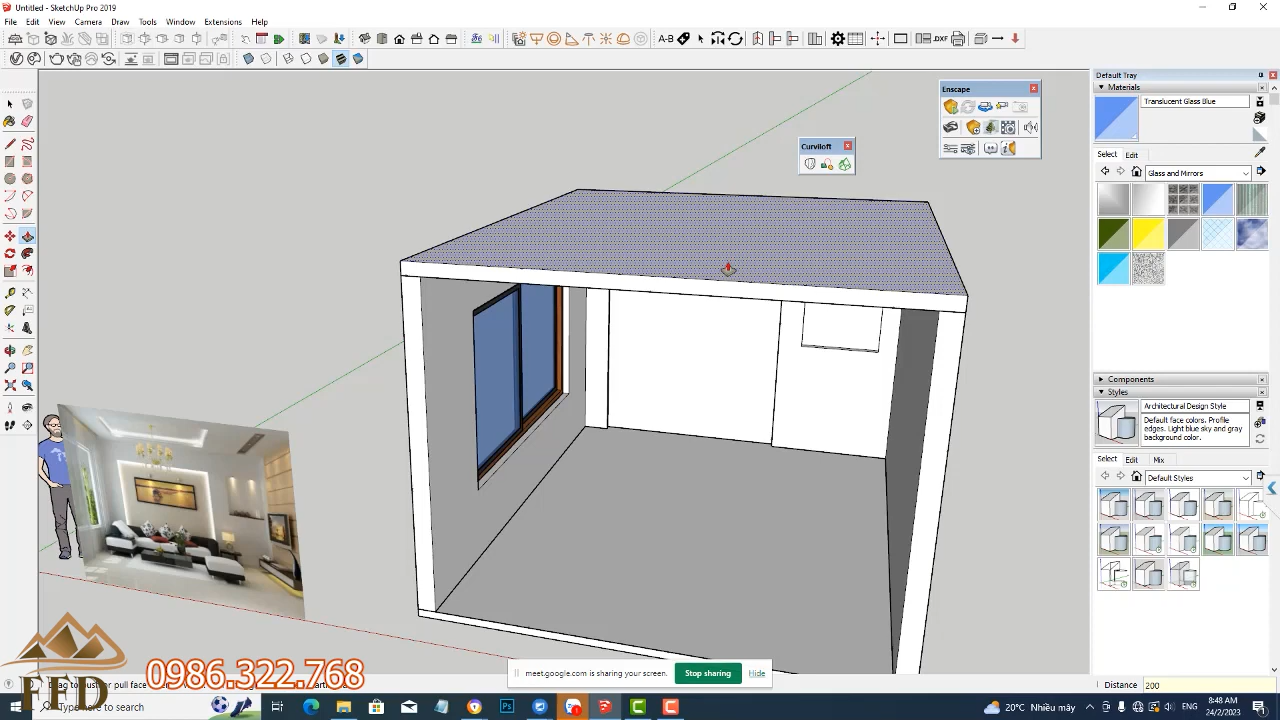 Untitled - SketchUp Pro 2019
File Edit View Camera Draw Tools Window Extensions Help
A-B
DXF
Default Tray
Materials
Translucent Glass Blue
Select Edit
Glass and Mirrors
Enscape
Curviloft
Components
Styles
Architectural Design Style
Default face colors. Profile edges. Light blue sky and gray background color.
Select Edit Mix
Default Styles
meet.google.com is sharing your screen.
Stop sharing
Hide
Distance 200
0986.322.768
Type here to search
20°C Nhiều mây
8:48 AM
24/2/2023